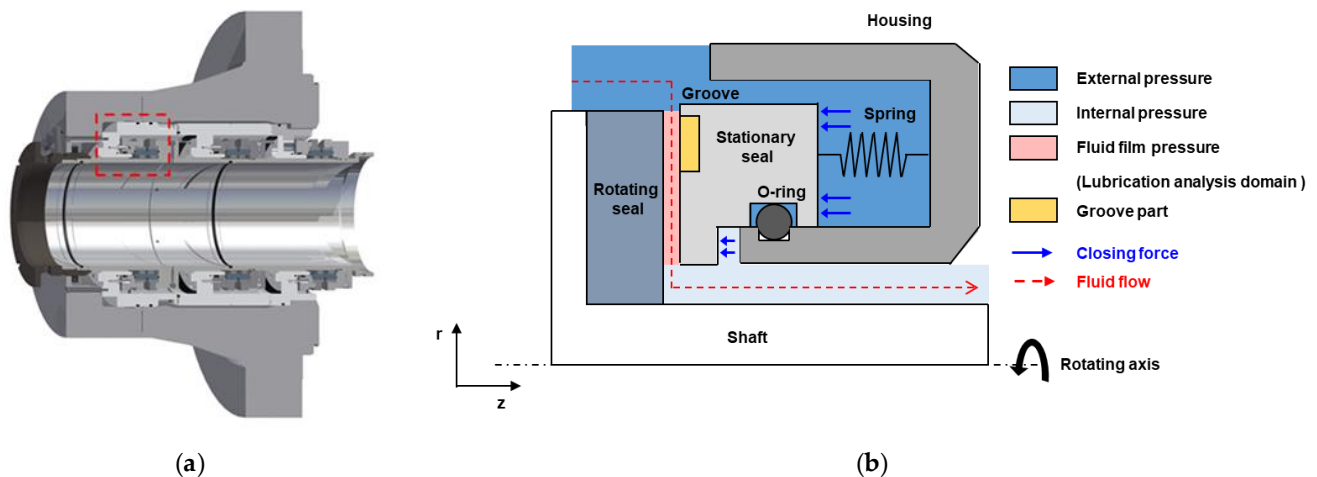 Housing
Groove
Spring
Stationary
seal
O-ring
Rotating
seal
Shaft
r
z
Rotating axis
External pressure
Internal pressure
Fluid film pressure
(Lubrication analysis domain )
Groove part
Closing force
Fluid flow
(a)
(b)